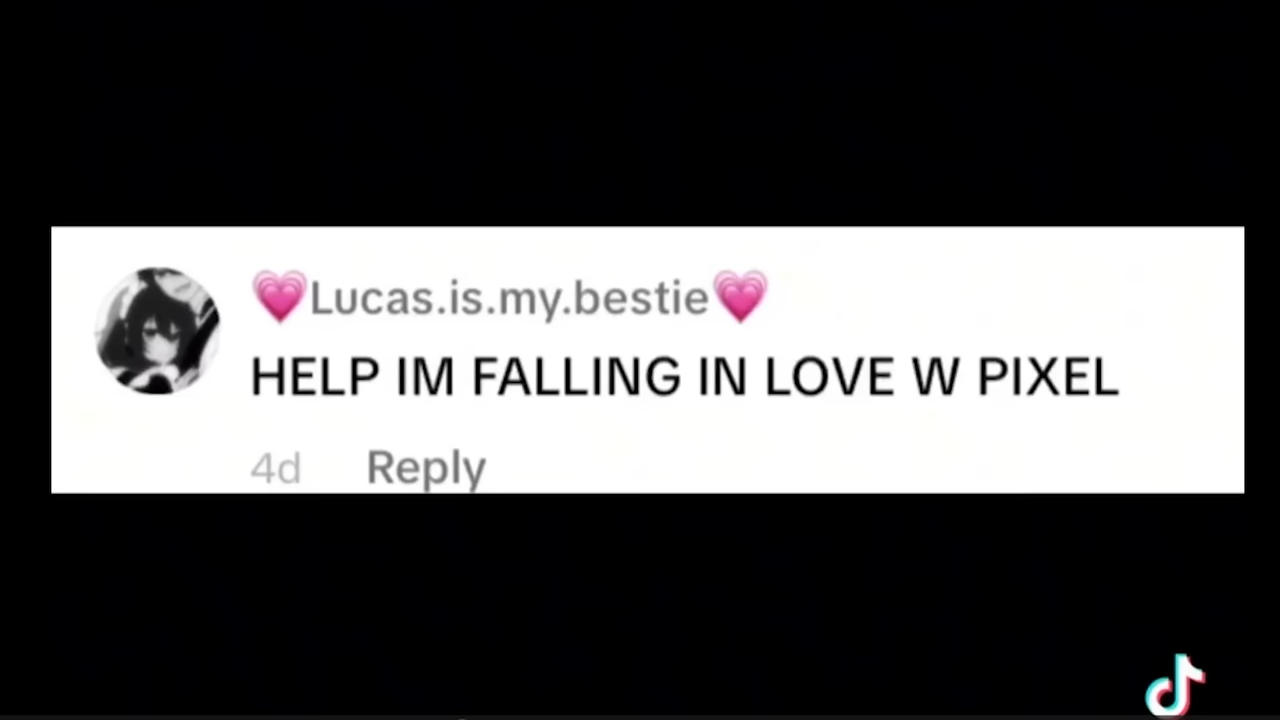 💗Lucas.is.my.bestie💗
HELP IM FALLING IN LOVE W PIXEL
4d Reply